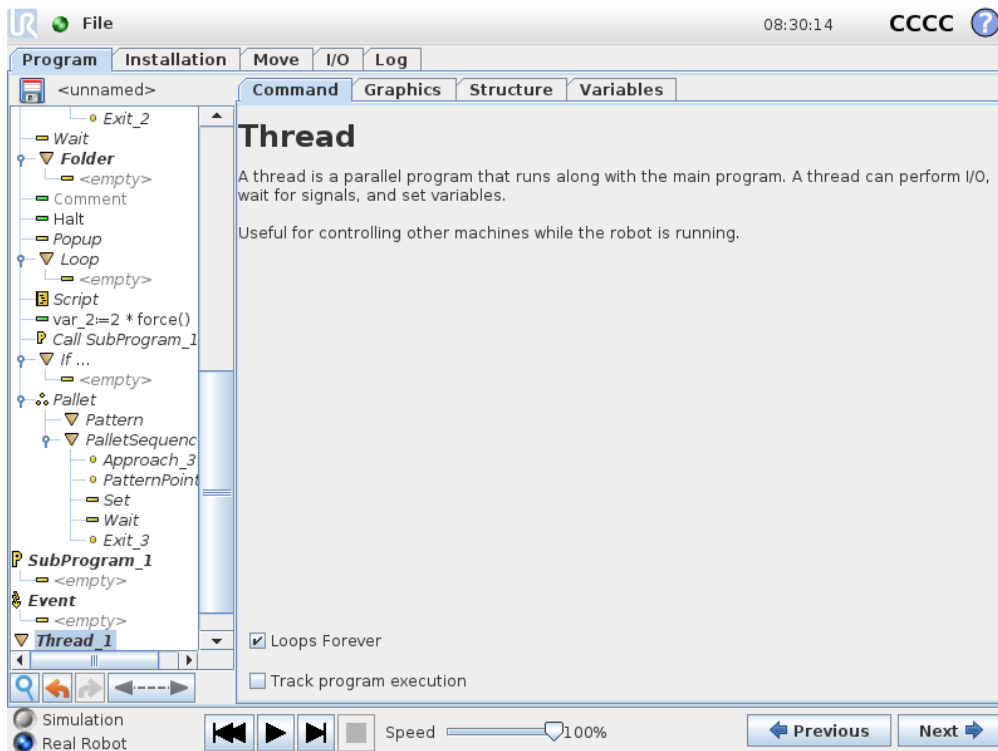 UR File 08:30:14 CCCC ?
Program Installation Move I/O Log
<unnamed>
Command Graphics Structure Variables
Exit_2
Wait
Folder
<empty>
Comment
Halt
Popup
Loop
<empty>
Script
var_2:=2 * force()
P Call SubProgram_1
If ...
<empty>
Pallet
Pattern
PalletSequenc
Approach_3
PatternPoint
Set
Wait
Exit_3
P SubProgram_1
<empty>
Event
<empty>
Thread_1
Thread
A thread is a parallel program that runs along with the main program. A thread can perform I/O,
wait for signals, and set variables.
Useful for controlling other machines while the robot is running.
Loops Forever
Track program execution
Simulation
Real Robot
Speed 100%
Previous
Next